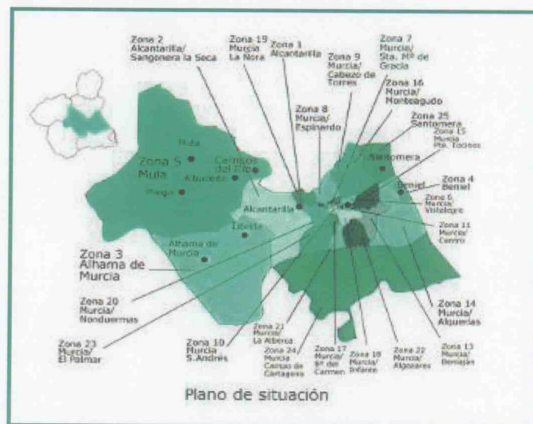 Zona 2
Alcantarilla/
Sangonera la Seca
Zona 19
Murcia
La Nora
Zona 1
Alcantarilla
Zona 9
Murcia/
Cabezo de
Torres
Zona 7
Murcia/
Sta. Mª de
Gracia
Zona 8
Murcia/
Espinardo
Zona 16
Murcia/
Monteagudo
Zona 25
Santomera
Zona 15
Murcia
Pte. Tocinos
Zona 4
Beniel
Zona 6
Murcia/
Vistalegre
Zona 11
Murcia/
Centro
Zona 14
Murcia/
Alquerías
Mula
Zona 5
Mula
Campos
del Río
Albudeite
Pliego
Alcantarilla
Santomera
Beniel
Librilla
Alhama de
Murcia
Zona 3
Alhama de
Murcia
Zona 20
Murcia/
Nonduermas
Zona 23
Murcia/
El Palmar
Zona 10
Murcia
S.Andrés
Zona 21
Murcia/
La Alberca
Zona 24
Murcia
Campo de
Cartagena
Zona 17
Murcia/
Bº del
Carmen
Zona 18
Murcia/
Infante
Zona 22
Murcia/
Algezares
Zona 13
Murcia/
Beniaján
Plano de situación